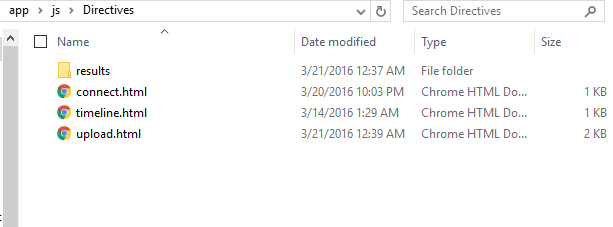 app > js > Directives
Search Directives
Name Date modified Type Size
results 3/21/2016 12:37 AM File folder
connect.html 3/20/2016 10:03 PM Chrome HTML Do... 1 KB
timeline.html 3/14/2016 1:29 AM Chrome HTML Do... 1 KB
upload.html 3/21/2016 12:39 AM Chrome HTML Do... 2 KB